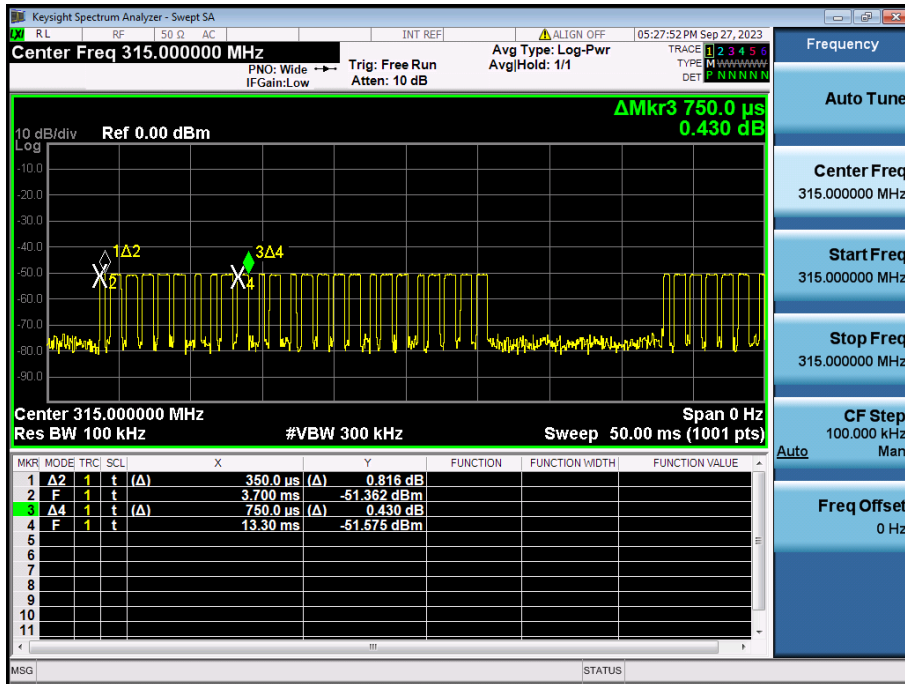 Keysight Spectrum Analyzer - Swept SA
LXI RL RF 50 Ω AC INT REF ALIGN OFF 05:27:52 PM Sep 27, 2023
Center Freq 315.000000 MHz
PNO: Wide
IFGain:Low
Trig: Free Run
Atten: 10 dB
Avg Type: Log-Pwr
Avg|Hold: 1/1
TRACE 1 2 3 4 5 6
TYPE M WWWWW
DET P N N N N N
ΔMkr3 750.0 µs
0.430 dB
10 dB/div Ref 0.00 dBm
Log
-10.0
-20.0
-30.0
-40.0
-50.0
-60.0
-70.0
-80.0
-90.0
1Δ2
2
3Δ4
4
Center 315.000000 MHz Span 0 Hz
Res BW 100 kHz #VBW 300 kHz Sweep 50.00 ms (1001 pts)
MKR MODE TRC SCL X Y FUNCTION FUNCTION WIDTH FUNCTION VALUE
1 Δ2 1 t (Δ) 350.0 µs (Δ) 0.816 dB
2 F 1 t 3.700 ms -51.362 dBm
3 Δ4 1 t (Δ) 750.0 µs (Δ) 0.430 dB
4 F 1 t 13.30 ms -51.575 dBm
5
6
7
8
9
10
11
MSG STATUS
Frequency
Auto Tune
Center Freq
315.000000 MHz
Start Freq
315.000000 MHz
Stop Freq
315.000000 MHz
CF Step
100.000 kHz
Auto Man
Freq Offset
0 Hz